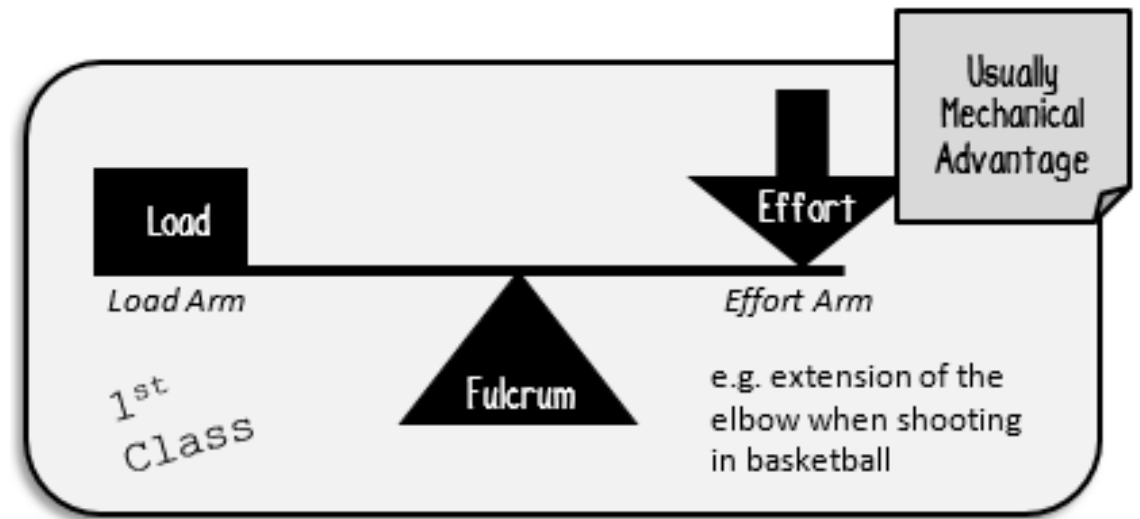 Usually
Mechanical
Advantage
Load
Effort
Load Arm
Effort Arm
Fulcrum
1st
Class
e.g. extension of the
elbow when shooting
in basketball